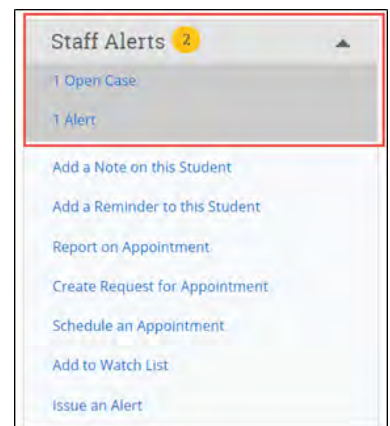 Staff Alerts 2
1 Open Case
1 Alert
Add a Note on this Student
Add a Reminder to this Student
Report on Appointment
Create Request for Appointment
Schedule an Appointment
Add to Watch List
Issue an Alert